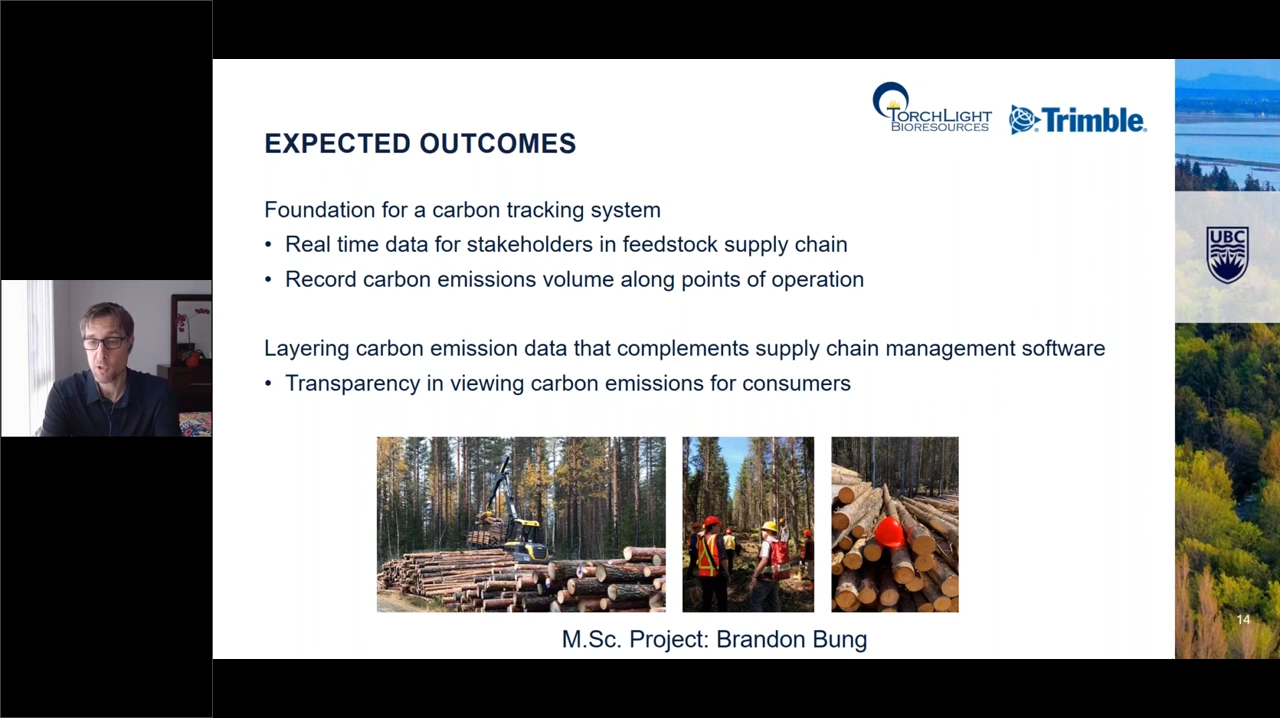 TORCHLIGHT
BIORESOURCES
Trimble
EXPECTED OUTCOMES
Foundation for a carbon tracking system
• Real time data for stakeholders in feedstock supply chain
• Record carbon emissions volume along points of operation
Layering carbon emission data that complements supply chain management software
• Transparency in viewing carbon emissions for consumers
M.Sc. Project: Brandon Bung
UBC
14